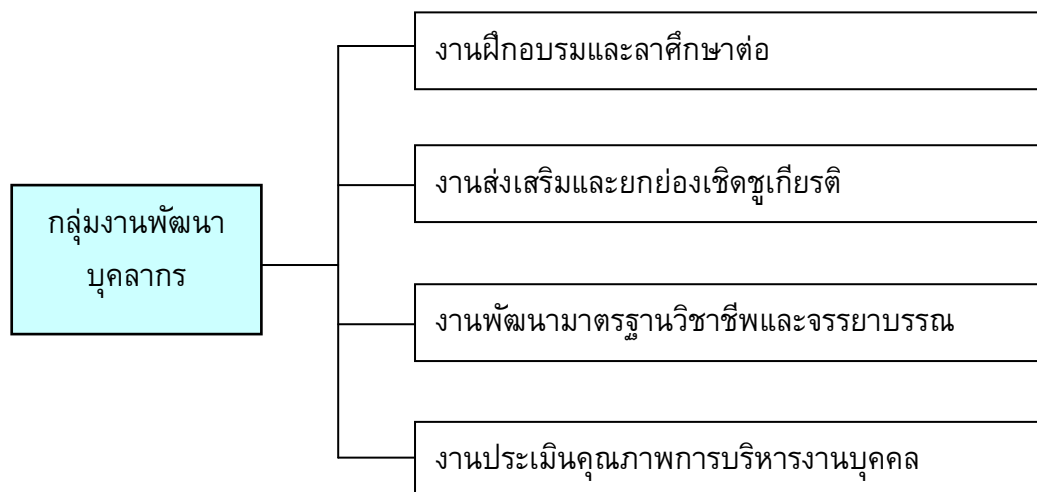 งานฝึกอบรมและลาศึกษาต่อ
งานส่งเสริมและยกย่องเชิดชูเกียรติ
กลุ่มงานพัฒนา
บุคลากร
งานพัฒนามาตรฐานวิชาชีพและจรรยาบรรณ
งานประเมินคุณภาพการบริหารงานบุคคล